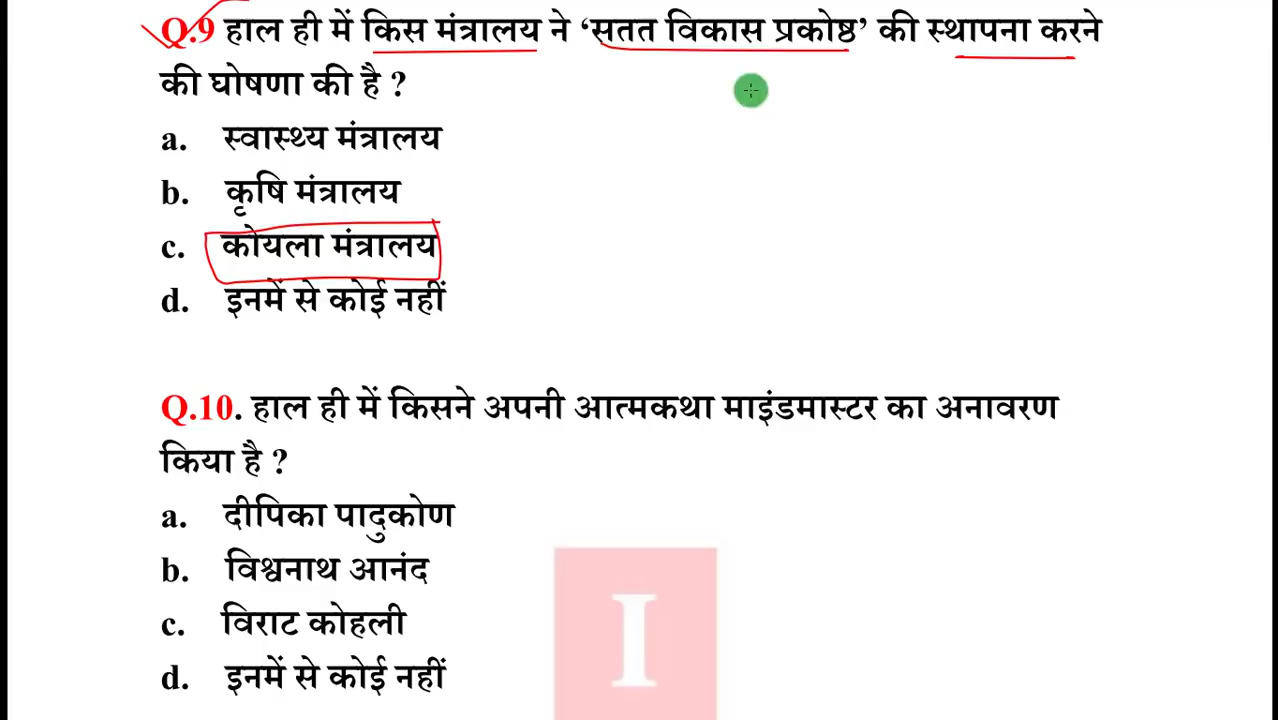 Q.9 हाल ही में किस मंत्रालय ने ‘सतत विकास प्रकोष्ठ’ की स्थापना करने
की घोषणा की है ?
a. स्वास्थ्य मंत्रालय
b. कृषि मंत्रालय
c. कोयला मंत्रालय
d. इनमें से कोई नहीं
Q.10. हाल ही में किसने अपनी आत्मकथा माइंडमास्टर का अनावरण
किया है ?
a. दीपिका पादुकोण
b. विश्वनाथ आनंद
c. विराट कोहली
d. इनमें से कोई नहीं
I